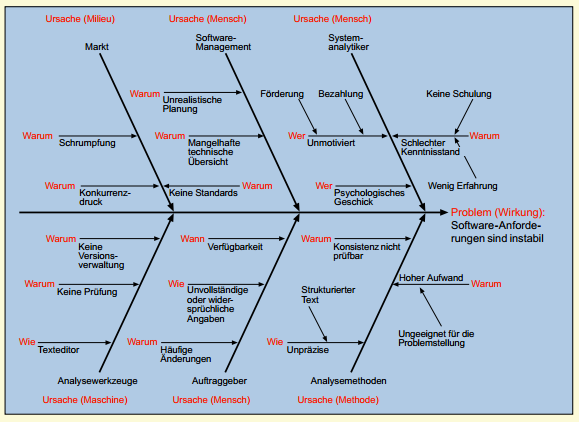 Ursache (Milieu)
Ursache (Mensch)
Ursache (Mensch)
Markt
Software-
Management
System-
analytiker
Warum
Unrealistische
Planung
Förderung
Bezahlung
Keine Schulung
Warum
Schrumpfung
Warum
Mangelhafte
technische
Übersicht
Wer
Unmotiviert
Schlechter
Kenntnisstand
Warum
Warum
Konkurrenz-
druck
Keine Standards
Warum
Wer
Psychologisches
Geschick
Wenig Erfahrung
Problem (Wirkung):
Software-Anforde-
rungen sind instabil
Warum
Keine
Versions-
verwaltung
Wann
Verfügbarkeit
Warum
Konsistenz nicht
prüfbar
Warum
Keine Prüfung
Wie
Unvollständige
oder wider-
sprüchliche
Angaben
Strukturierter
Text
Hoher Aufwand
Warum
Ungeeignet für die
Problemstellung
Wie
Texteditor
Warum
Häufige
Änderungen
Wie
Unpräzise
Analysewerkzeuge
Auftraggeber
Analysemethoden
Ursache (Maschine)
Ursache (Mensch)
Ursache (Methode)